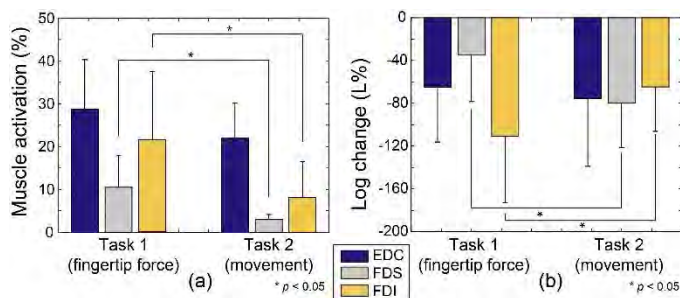 Muscle activation (%)
50
40
30
20
10
0
*
*
Task 1
(fingertip force)
Task 2
(movement)
(a)
* p < 0.05
EDC
FDS
FDI
Log change (L%)
0
-40
-80
-120
-160
-200
*
*
Task 1
(fingertip force)
Task 2
(movement)
(b)
* p < 0.05